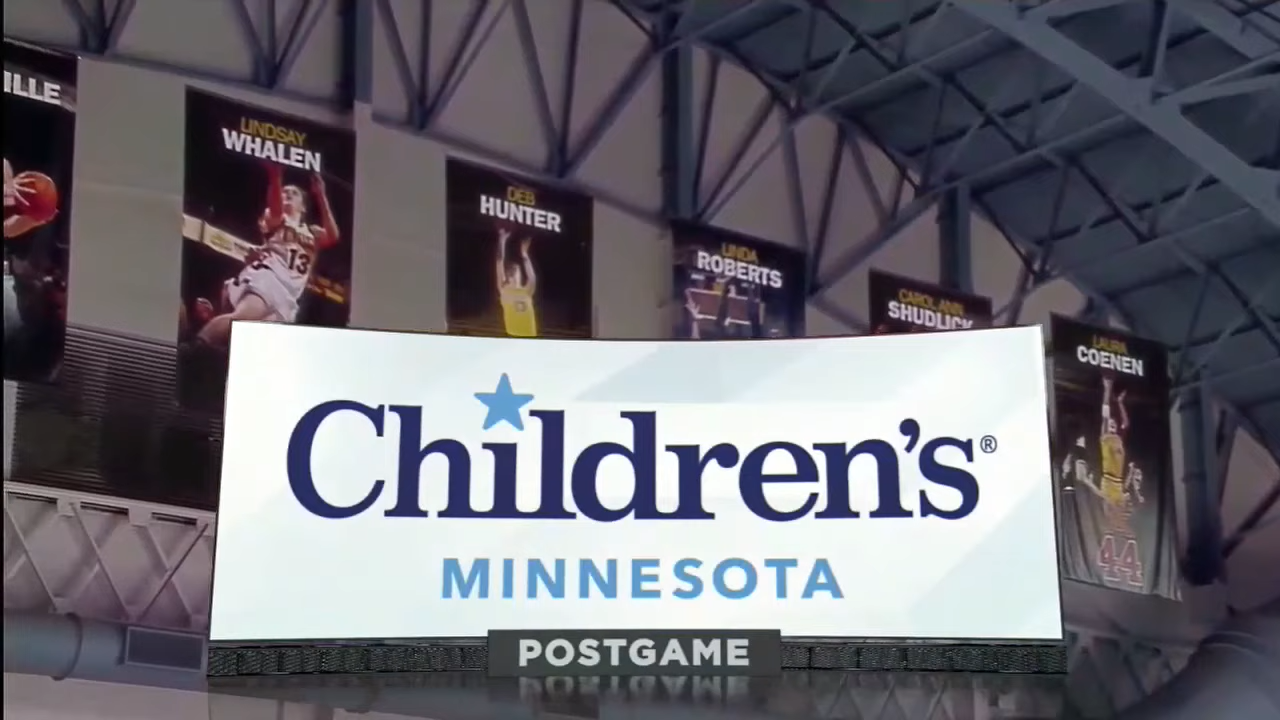 ILLE
LINDSAY
WHALEN
13
DEB
HUNTER
LINDA
ROBERTS
CAROL ANN
SHUDLICK
LAURA
COENEN
44
Children's®
MINNESOTA
POSTGAME